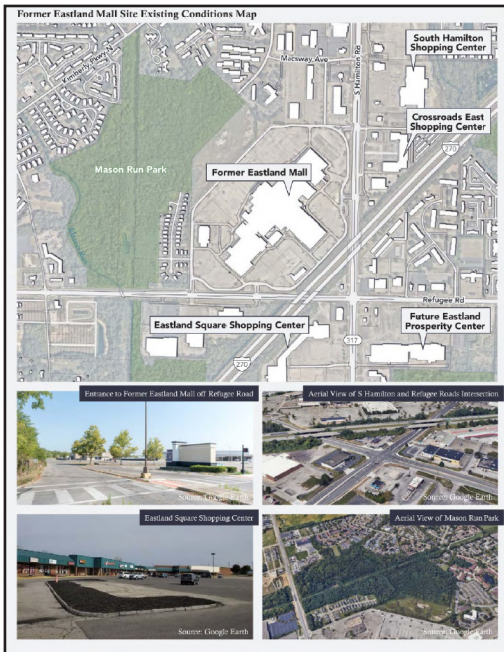 Former Eastland Mall Site Existing Conditions Map
Kimberly Pkwy N
Macsway Ave
S Hamilton Rd
South Hamilton
Shopping Center
Crossroads East
Shopping Center
270
Mason Run Park
Former Eastland Mall
Refugee Rd
Eastland Square Shopping Center
Future Eastland
Prosperity Center
317
270
Entrance to Former Eastland Mall off Refugee Road
Source: Google Earth
Aerial View of S Hamilton and Refugee Roads Intersection
Source: Google Earth
Eastland Square Shopping Center
Source: Google Earth
Aerial View of Mason Run Park
Source: Google Earth